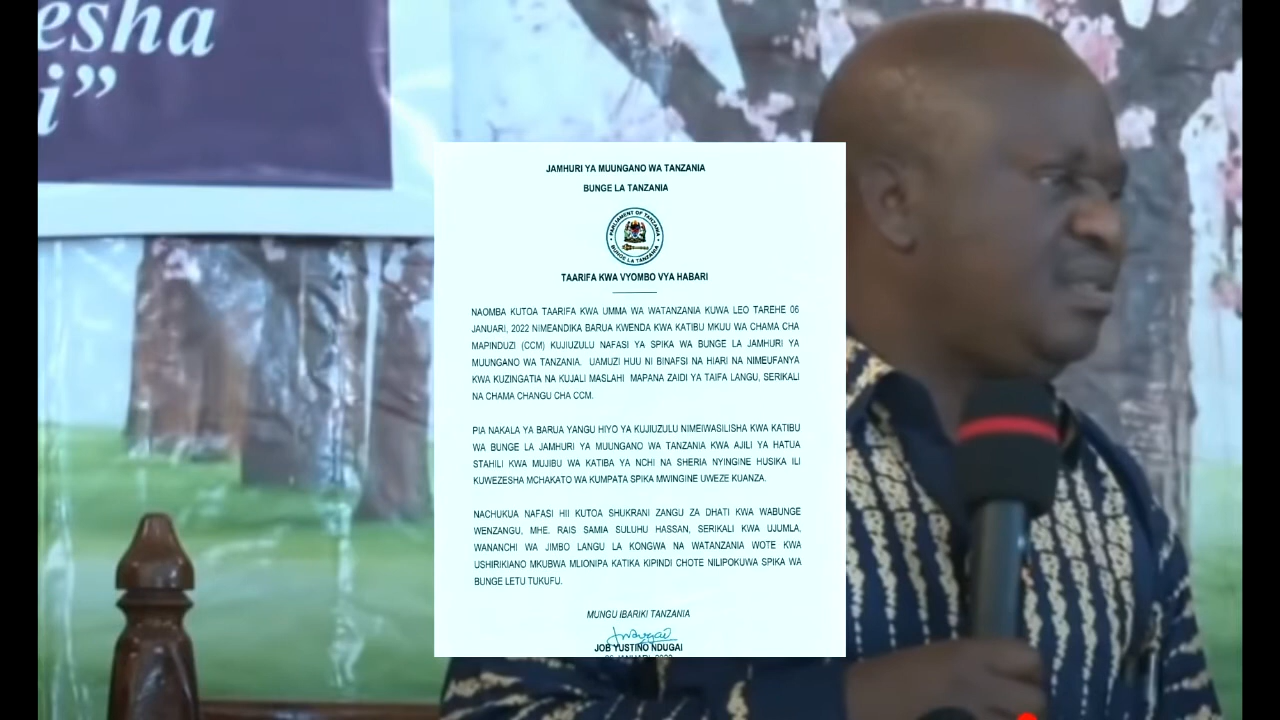 esha
i”
JAMHURI YA MUUNGANO WA TANZANIA
BUNGE LA TANZANIA
PARLIAMENT OF TANZANIA
BUNGE LA TANZANIA
TAARIFA KWA VYOMBO VYA HABARI
NAOMBA KUTOA TAARIFA KWA UMMA WA WATANZANIA KUWA LEO TAREHE 06
JANUARI, 2022 NIMEANDIKA BARUA KWENDA KWA KATIBU MKUU WA CHAMA CHA
MAPINDUZI (CCM) KUJIUZULU NAFASI YA SPIKA WA BUNGE LA JAMHURI YA
MUUNGANO WA TANZANIA. UAMUZI HUU NI BINAFSI NA HIARI NA NIMEUFANYA
KWA KUZINGATIA NA KUJALI MASLAHI MAPANA ZAIDI YA TAIFA LANGU, SERIKALI
NA CHAMA CHANGU CHA CCM.
PIA NAKALA YA BARUA YANGU HIYO YA KUJIUZULU NIMEIWASILISHA KWA KATIBU
WA BUNGE LA JAMHURI YA MUUNGANO WA TANZANIA KWA AJILI YA HATUA
STAHILI KWA MUJIBU WA KATIBA YA NCHI NA SHERIA NYINGINE HUSIKA ILI
KUWEZESHA MCHAKATO WA KUMPATA SPIKA MWINGINE UWEZE KUANZA.
NACHUKUA NAFASI HII KUTOA SHUKRANI ZANGU ZA DHATI KWA WABUNGE
WENZANGU, MHE. RAIS SAMIA SULUHU HASSAN, SERIKALI KWA UJUMLA,
WANANCHI WA JIMBO LANGU LA KONGWA NA WATANZANIA WOTE KWA
USHIRIKIANO MKUBWA MLIONIPA KATIKA KIPINDI CHOTE NILIPOKUWA SPIKA WA
BUNGE LETU TUKUFU.
MUNGU IBARIKI TANZANIA
JOB YUSTINO NDUGAI